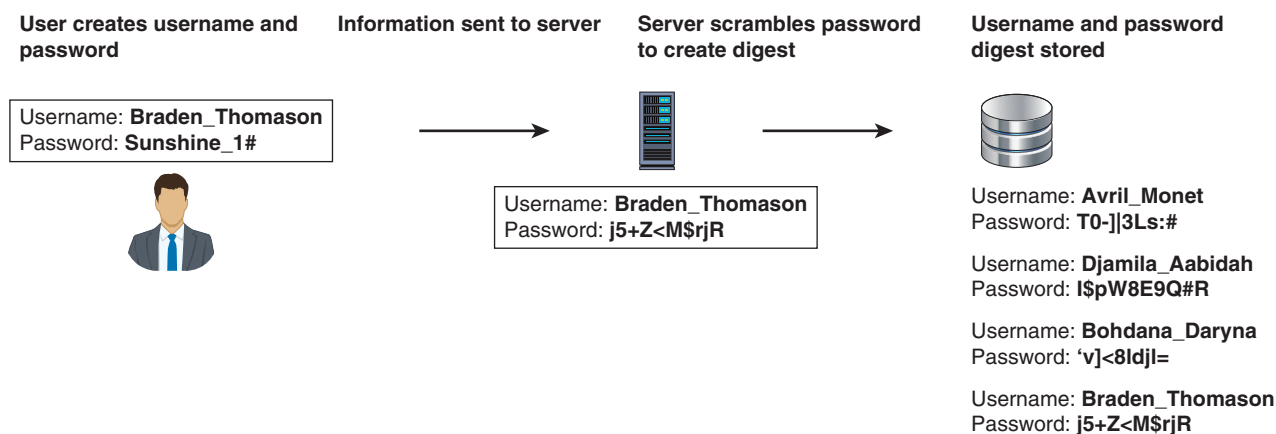 User creates username and
password
Information sent to server
Server scrambles password
to create digest
Username and password
digest stored
Username: Braden_Thomason
Password: Sunshine_1#
Username: Braden_Thomason
Password: j5+Z<M$rjR
Username: Avril_Monet
Password: T0-]|3Ls:#
Username: Djamila_Aabidah
Password: I$pW8E9Q#R
Username: Bohdana_Daryna
Password: ‘v]<8ldjl=
Username: Braden_Thomason
Password: j5+Z<M$rjR